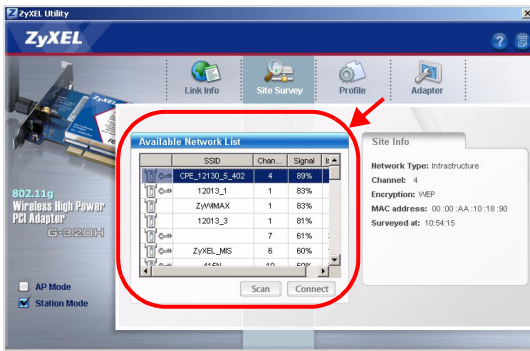 ZyXEL Utility
ZyXEL
Link Info
Site Survey
Profile
Adapter
ZyXEL
Available Network List
SSID Chan... Signal
CPE_12130_5_402 4 89%
12013_1 1 83%
ZyWIMAX 1 83%
12013_3 1 81%
7 61%
ZyXEL_MIS 6 60%
10 60%
Scan
Connect
Site Info
Network Type: Infrastructure
Channel: 4
Encryption: WEP
MAC address: 00:00:AA:10:18:90
Surveyed at: 10:54:15
802.11g
Wireless High Power
PCI Adapter
G-320H
AP Mode
Station Mode